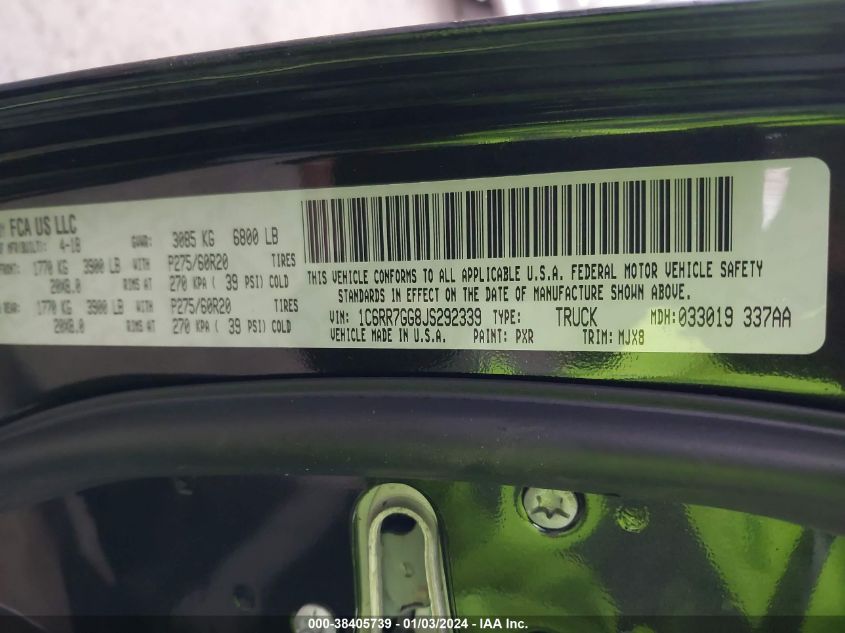 FCA US LLC
MFR/BUILT: 4-18 GVWR: 3085 KG 6800 LB
FRONT: 1770 KG 3900 LB WITH P275/60R20 TIRES
20X8.0 RIMS AT 270 KPA ( 39 PSI) COLD
REAR: 1770 KG 3900 LB WITH P275/60R20 TIRES
20X8.0 RIMS AT 270 KPA ( 39 PSI) COLD
THIS VEHICLE CONFORMS TO ALL APPLICABLE U.S.A. FEDERAL MOTOR VEHICLE SAFETY
STANDARDS IN EFFECT ON THE DATE OF MANUFACTURE SHOWN ABOVE.
VIN: 1C6RR7GG8JS292339 TYPE: TRUCK MDH:033019 337AA
VEHICLE MADE IN U.S.A. PAINT: PXR TRIM: MJX8
000-38405739 - 01/03/2024 - IAA Inc.